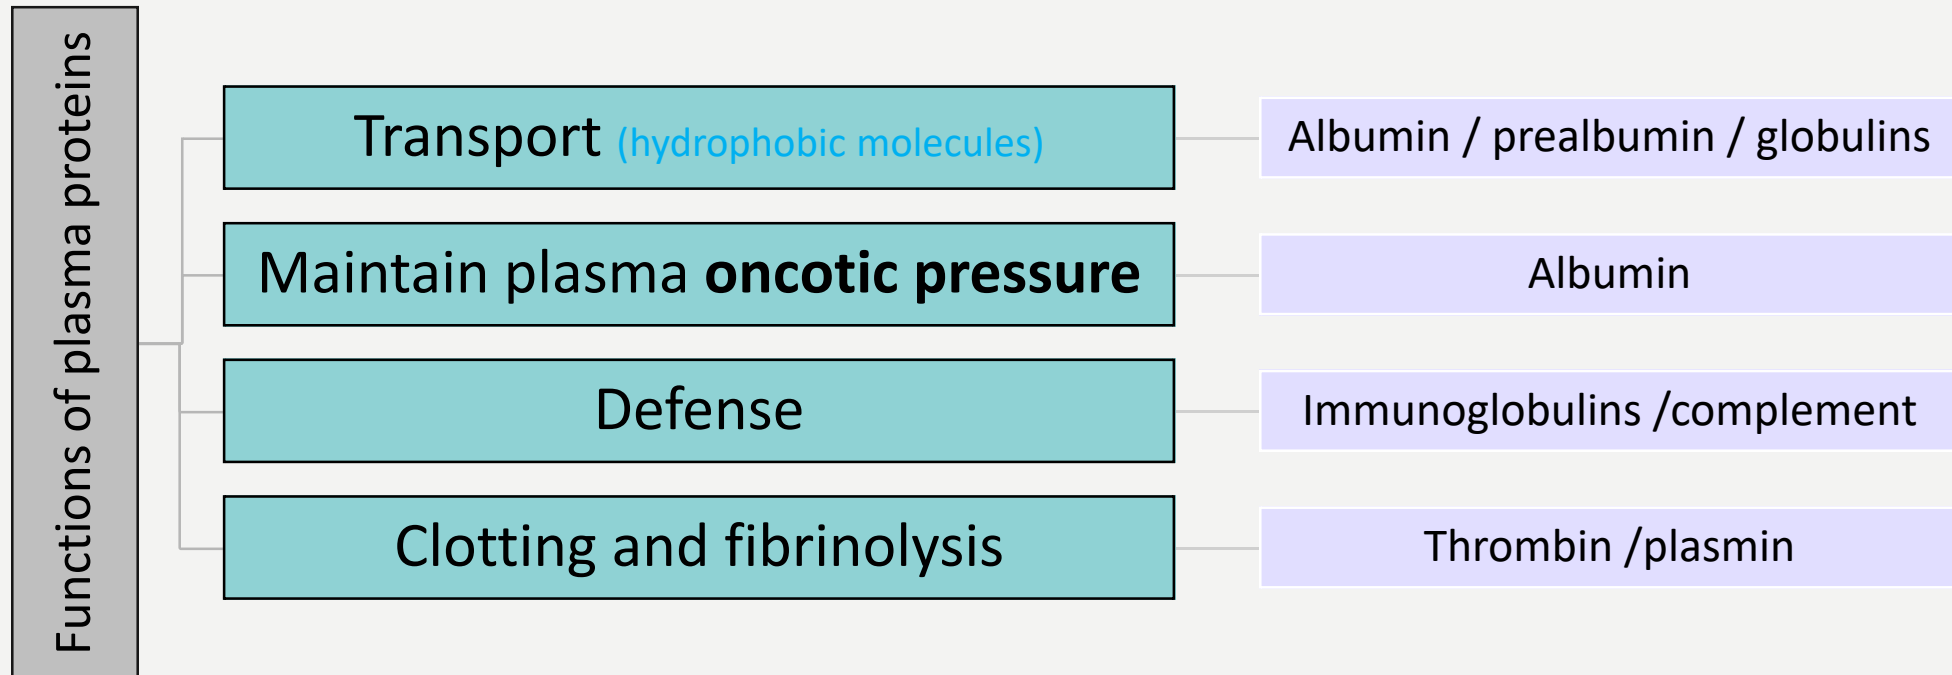 Functions of plasma proteins
Transport (hydrophobic molecules)
Albumin / prealbumin / globulins
Maintain plasma oncotic pressure
Albumin
Defense
Immunoglobulins /complement
Clotting and fibrinolysis
Thrombin /plasmin